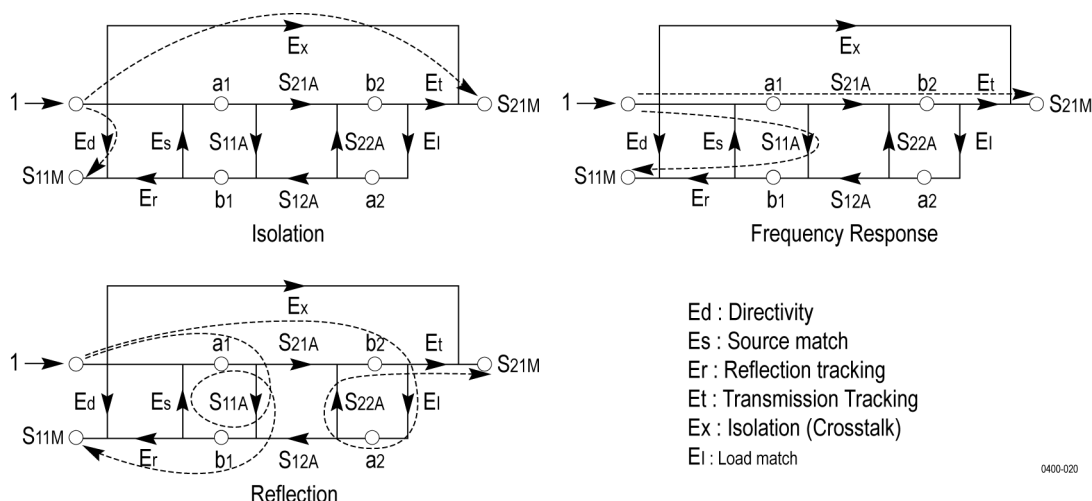 Ex
a1 S21A b2 Et
1 S21M
Ed Es S11A S22A El
S11M
Er b1 S12A a2
Isolation
Ex
a1 S21A b2 Et
1 S21M
Ed Es S11A S22A El
S11M
Er b1 S12A a2
Frequency Response
Ex
a1 S21A b2 Et
1 S21M
Ed Es S11A S22A El
S11M
Er b1 S12A a2
Reflection
Ed : Directivity
Es : Source match
Er : Reflection tracking
Et : Transmission Tracking
Ex : Isolation (Crosstalk)
El : Load match
0400-020